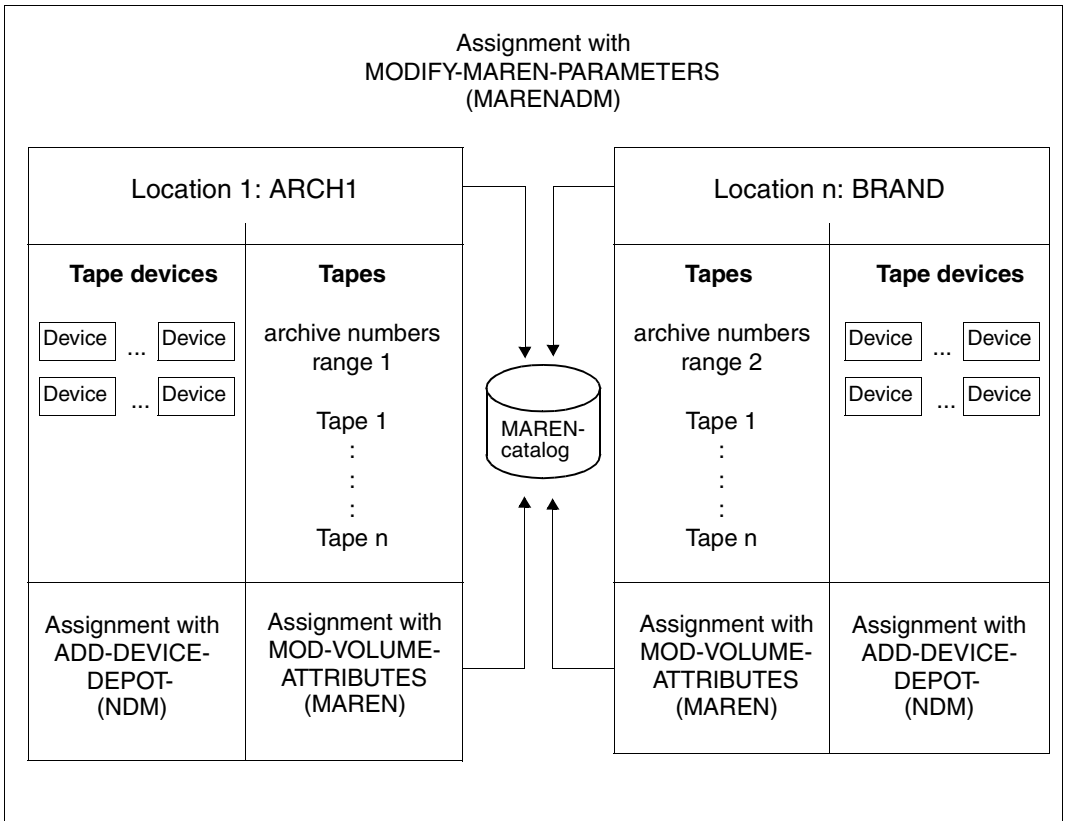 Assignment with
MODIFY-MAREN-PARAMETERS
(MARENADM)
Location 1: ARCH1
Tape devices
Device ... Device
Device ... Device
Tapes
archive numbers
range 1
Tape 1
:
:
:
Tape n
Assignment with
ADD-DEVICE-
DEPOT-
(NDM)
Assignment with
MOD-VOLUME-
ATTRIBUTES
(MAREN)
MAREN-
catalog
Location n: BRAND
Tapes
archive numbers
range 2
Tape 1
:
:
:
Tape n
Tape devices
Device ... Device
Device ... Device
Assignment with
MOD-VOLUME-
ATTRIBUTES
(MAREN)
Assignment with
ADD-DEVICE-
DEPOT-
(NDM)